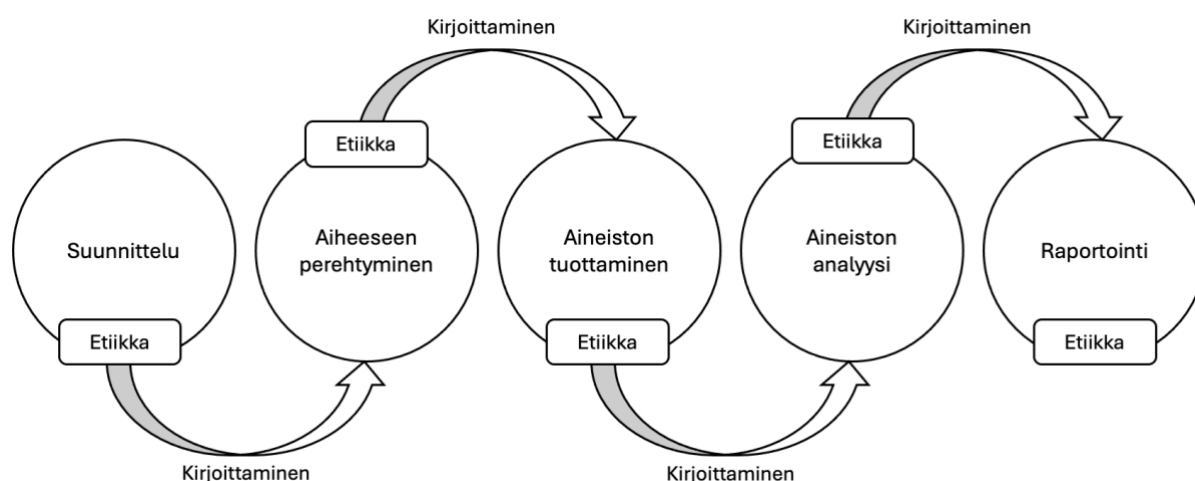 Kirjoittaminen
Kirjoittaminen
Etiikka
Etiikka
Suunnittelu
Aiheeseen
perehtyminen
Aineiston
tuottaminen
Aineiston
analyysi
Raportointi
Etiikka
Etiikka
Etiikka
Kirjoittaminen
Kirjoittaminen